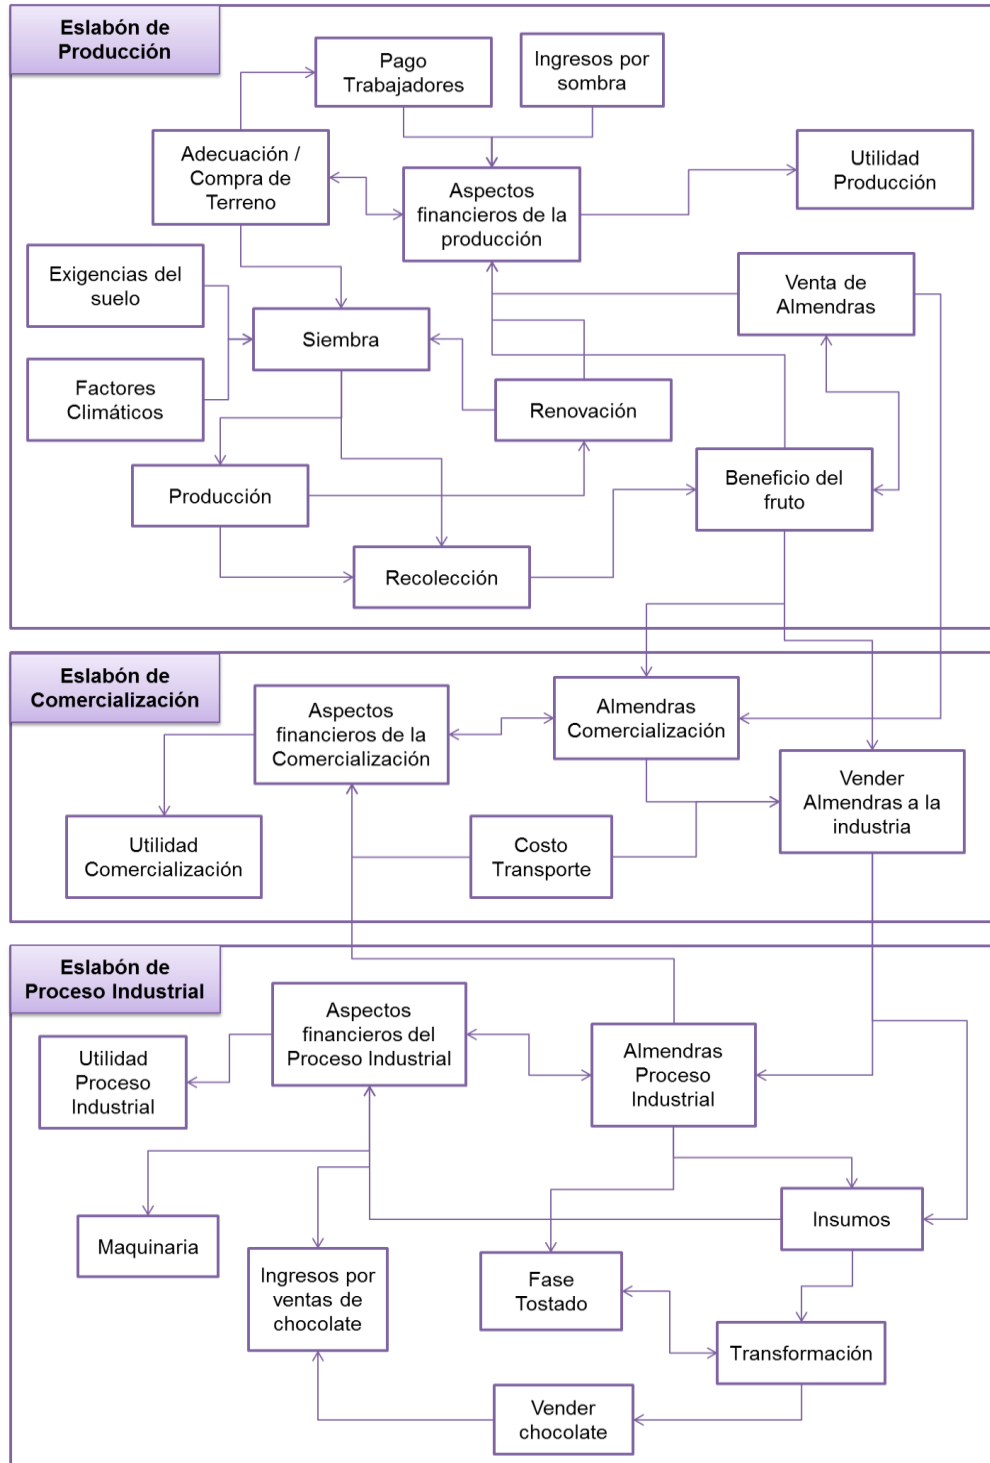 Eslabón de
Producción
Pago
Trabajadores
Ingresos por
sombra
Adecuación /
Compra de
Terreno
Aspectos
financieros de la
producción
Utilidad
Producción
Exigencias del
suelo
Venta de
Almendras
Siembra
Factores
Climáticos
Renovación
Producción
Beneficio del
fruto
Recolección
Eslabón de
Comercialización
Aspectos
financieros de la
Comercialización
Almendras
Comercialización
Vender
Almendras a la
industria
Utilidad
Comercialización
Costo
Transporte
Eslabón de
Proceso Industrial
Aspectos
financieros del
Proceso Industrial
Almendras
Proceso
Industrial
Utilidad
Proceso
Industrial
Insumos
Maquinaria
Ingresos por
ventas de
chocolate
Fase
Tostado
Transformación
Vender
chocolate